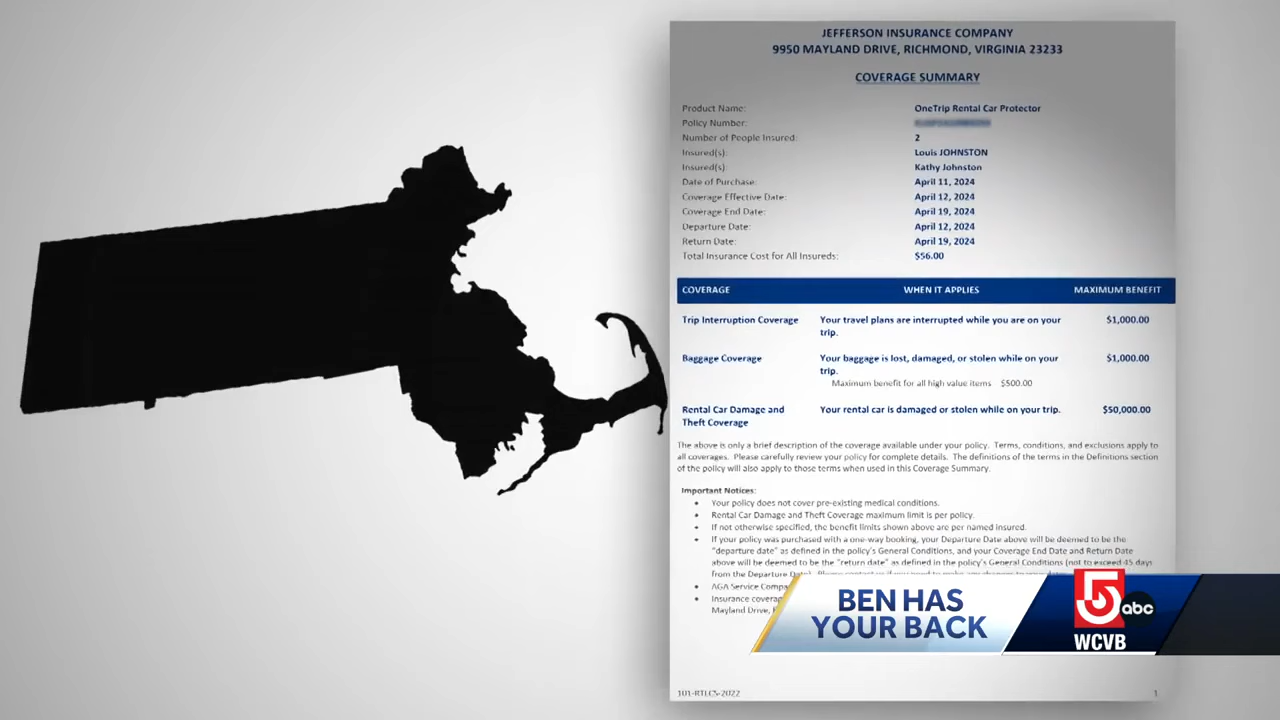 JEFFERSON INSURANCE COMPANY
9950 MAYLAND DRIVE, RICHMOND, VIRGINIA 23233
COVERAGE SUMMARY
Product Name: OneTrip Rental Car Protector
Policy Number:
Number of People Insured: 2
Insured(s): Louis JOHNSTON
Insured(s): Kathy Johnston
Date of Purchase: April 11, 2024
Coverage Effective Date: April 12, 2024
Coverage End Date: April 19, 2024
Departure Date: April 12, 2024
Return Date: April 19, 2024
Total Insurance Cost for All Insureds: $56.00
COVERAGE WHEN IT APPLIES MAXIMUM BENEFIT
Trip Interruption Coverage Your travel plans are interrupted while you are on your $1,000.00
trip.
Baggage Coverage Your baggage is lost, damaged, or stolen while on your $1,000.00
trip.
Maximum benefit for all high value items $500.00
Rental Car Damage and Your rental car is damaged or stolen while on your trip. $50,000.00
Theft Coverage
The above is only a brief description of the coverage available under your policy. Terms, conditions, and exclusions apply to
all coverages. Please carefully review your policy for complete details. The definitions of the terms in the Definitions section
of the policy will also apply to those terms when used in this Coverage Summary.
Important Notices:
• Your policy does not cover pre-existing medical conditions.
• Rental Car Damage and Theft Coverage maximum limit is per policy.
• If not otherwise specified, the benefit limits shown above are per named insured.
• If your policy was purchased with a one-way booking, your Departure Date above will be deemed to be the
"departure date" as defined in the policy's General Conditions, and your Coverage End Date and Return Date
above will be deemed to be the "return date" as defined in the policy's General Conditions (not to exceed 45 days
from the Departure Date). Please contact us if you need to make any changes to your
• AGA Service Compa
• Insurance coverag
Mayland Drive,
BEN HAS
YOUR BACK
5 abc
WCVB
101-RTLCS-2022 1